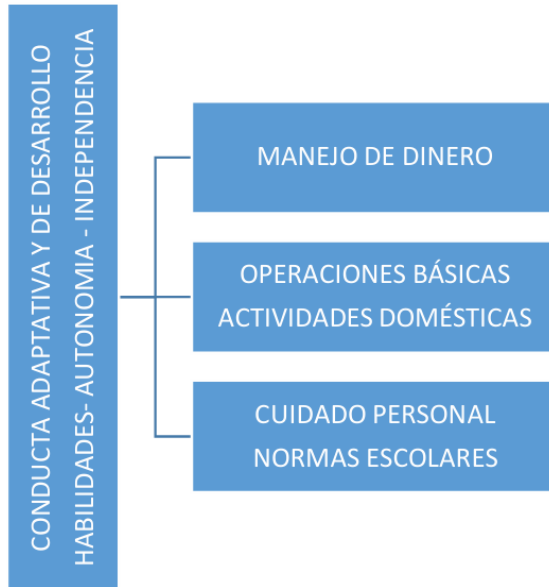 CONDUCTA ADAPTATIVA Y DE DESARROLLO
HABILIDADES- AUTONOMIA - INDEPENDENCIA
MANEJO DE DINERO
OPERACIONES BÁSICAS
ACTIVIDADES DOMÉSTICAS
CUIDADO PERSONAL
NORMAS ESCOLARES